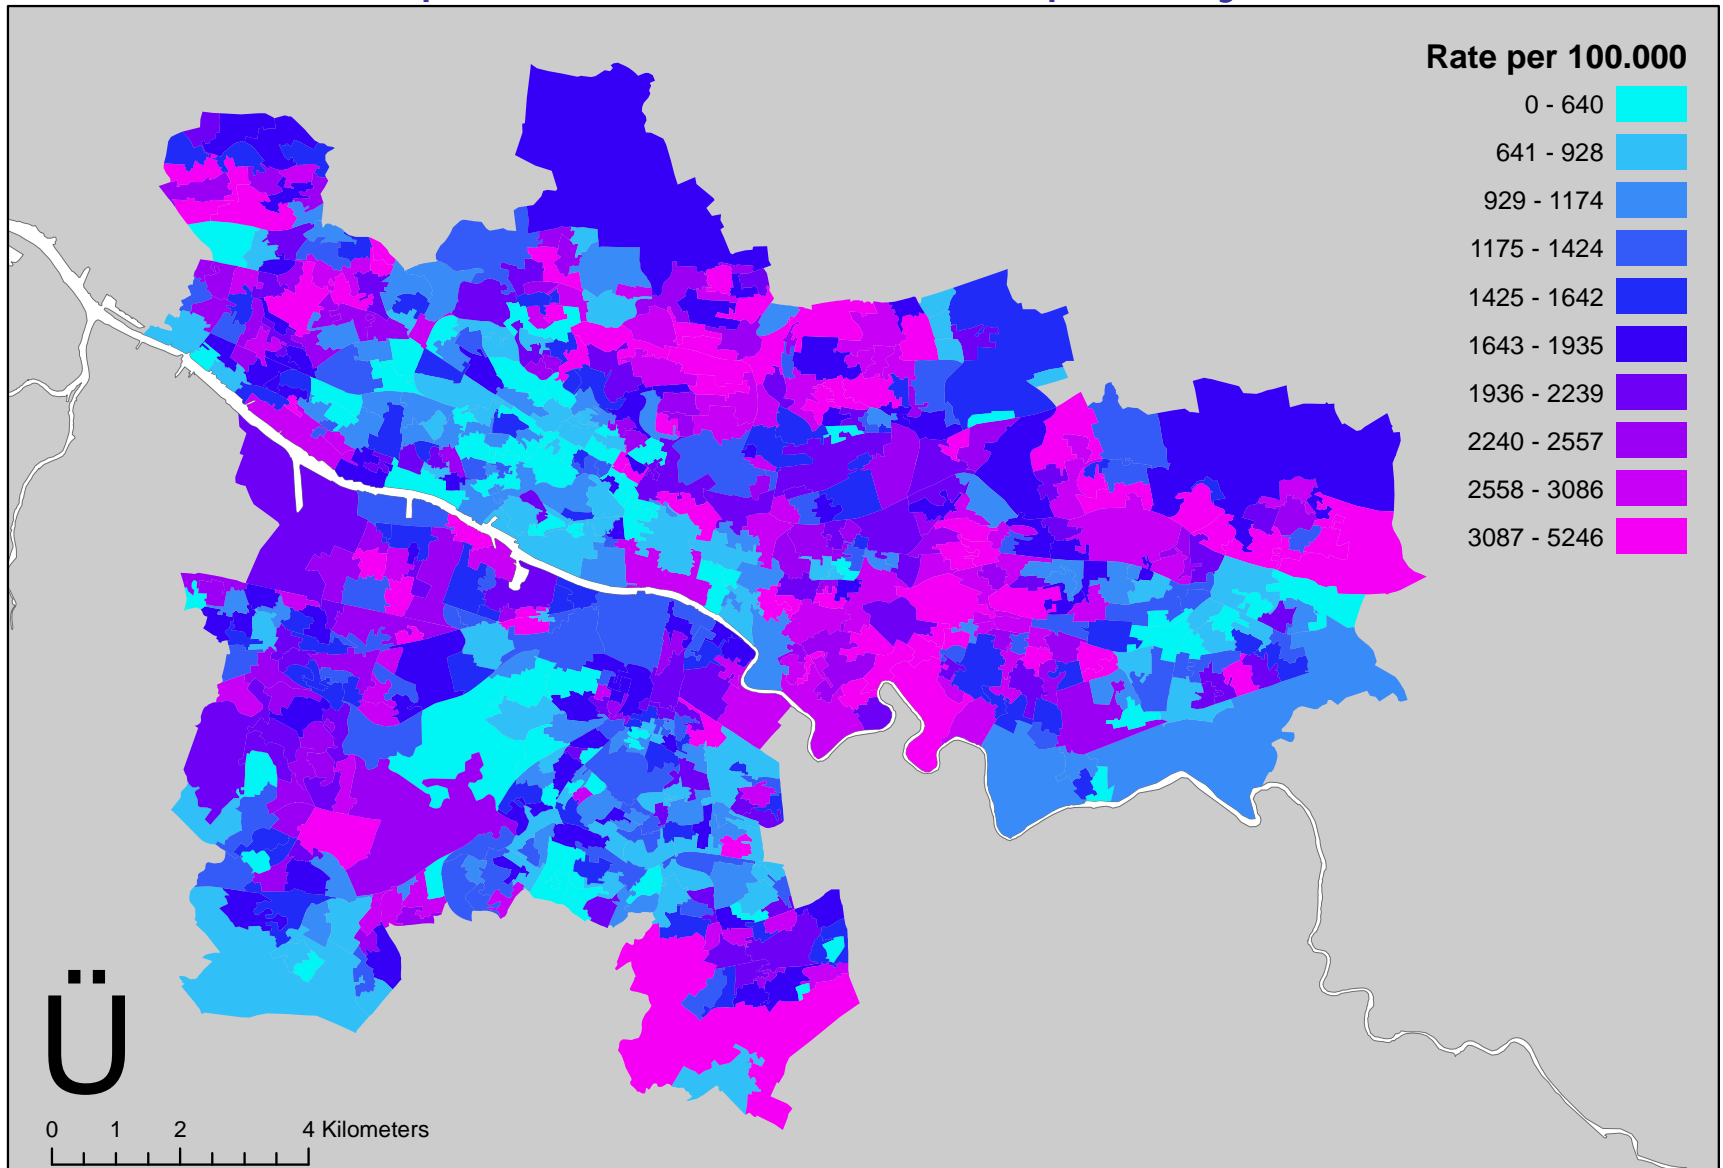 Rate per 100.000
0 - 640
641 - 928
929 - 1174
1175 - 1424
1425 - 1642
1643 - 1935
1936 - 2239
2240 - 2557
2558 - 3086
3087 - 5246
Ü
0 1 2 4 Kilometers